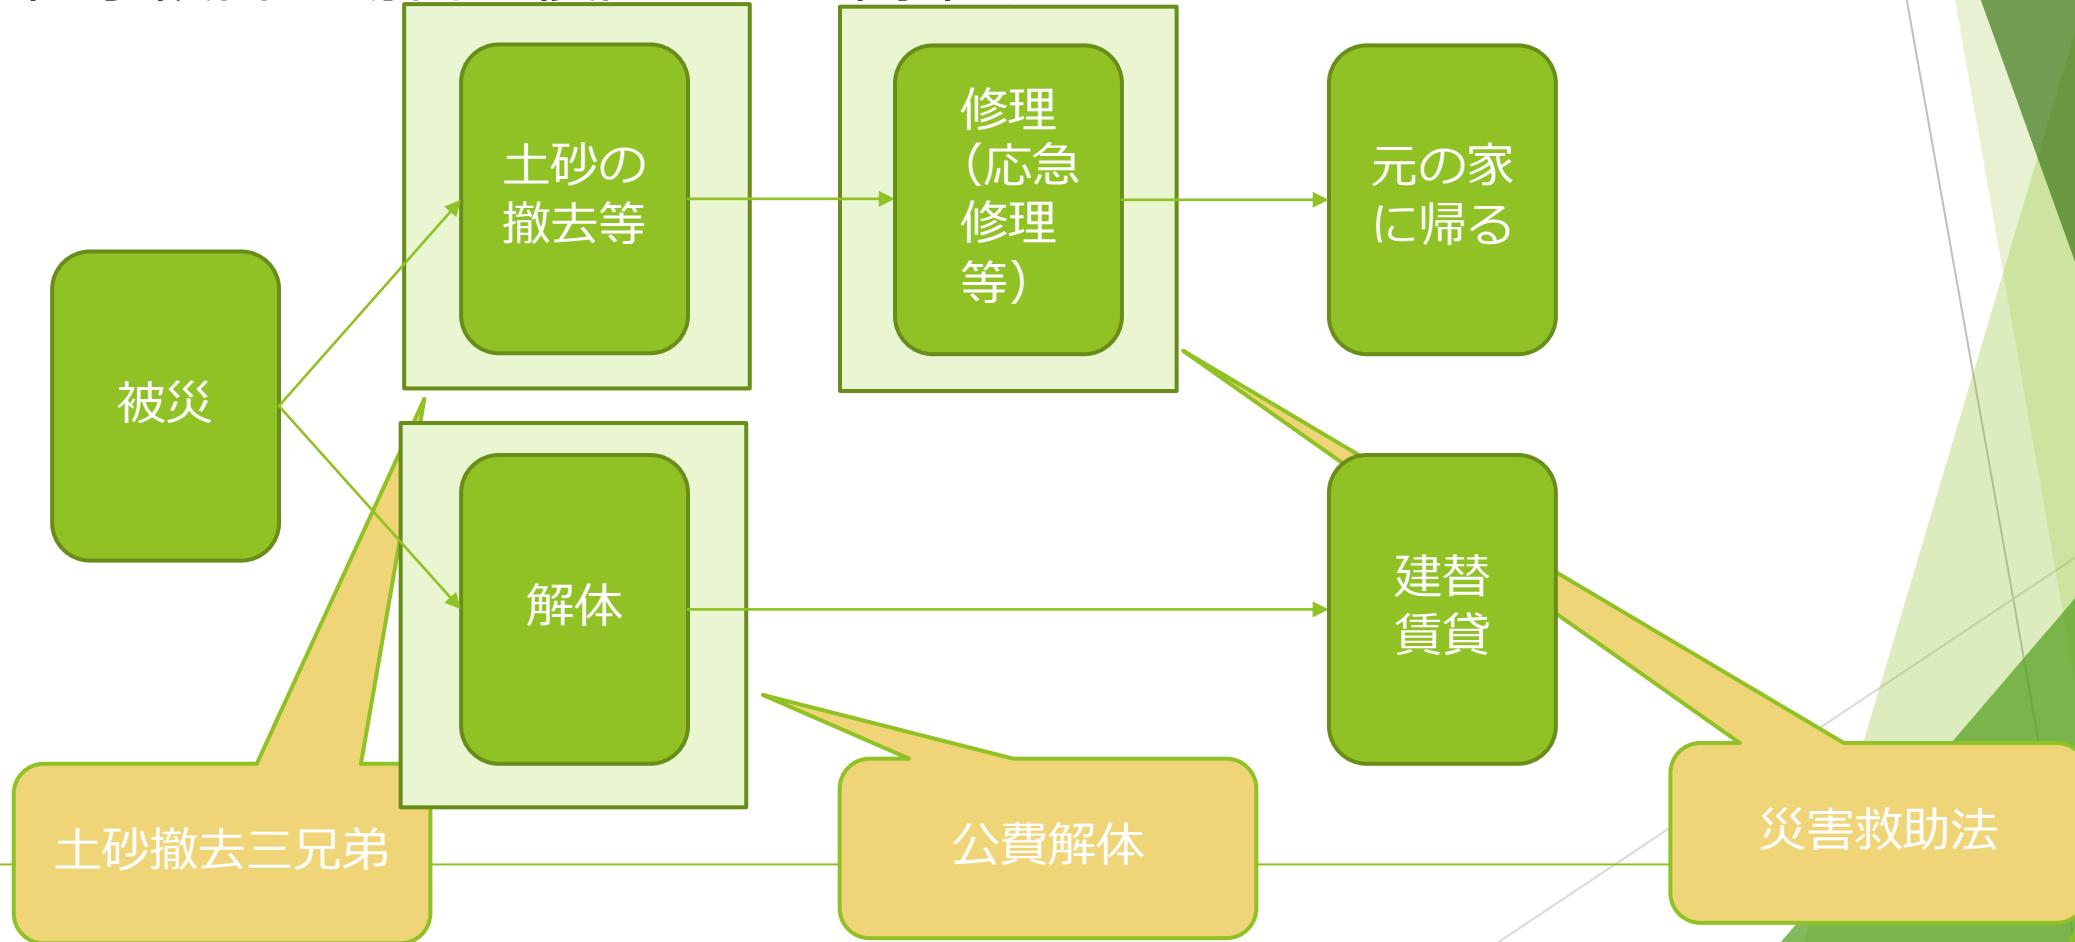 土砂の
撤去等
修理
（応急
修理
等）
元の家
に帰る
被災
解体
建替
賃貸
土砂撤去三兄弟
公費解体
災害救助法